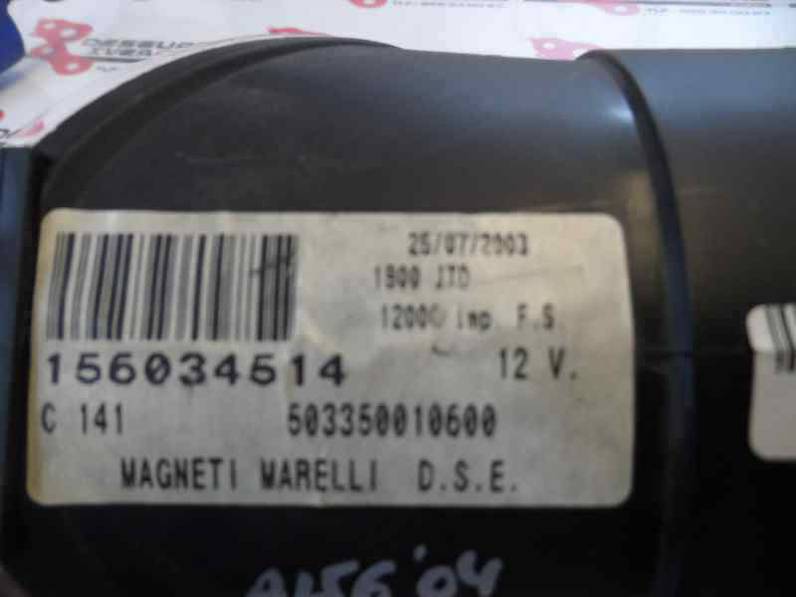 25/07/2003
1900 JTD
12000 imp F.S.
156034514 12 V.
C 141 503350010600
MAGNETI MARELLI D.S.E.
A156 '04